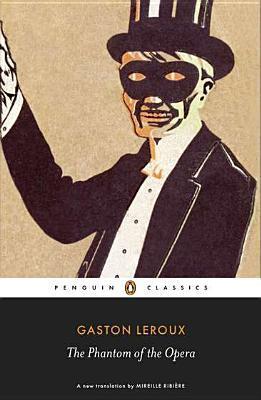 PENGUIN CLASSICS
GASTON LEROUX
The Phantom of the Opera
A new translation by MIREILLE RIBIÈRE